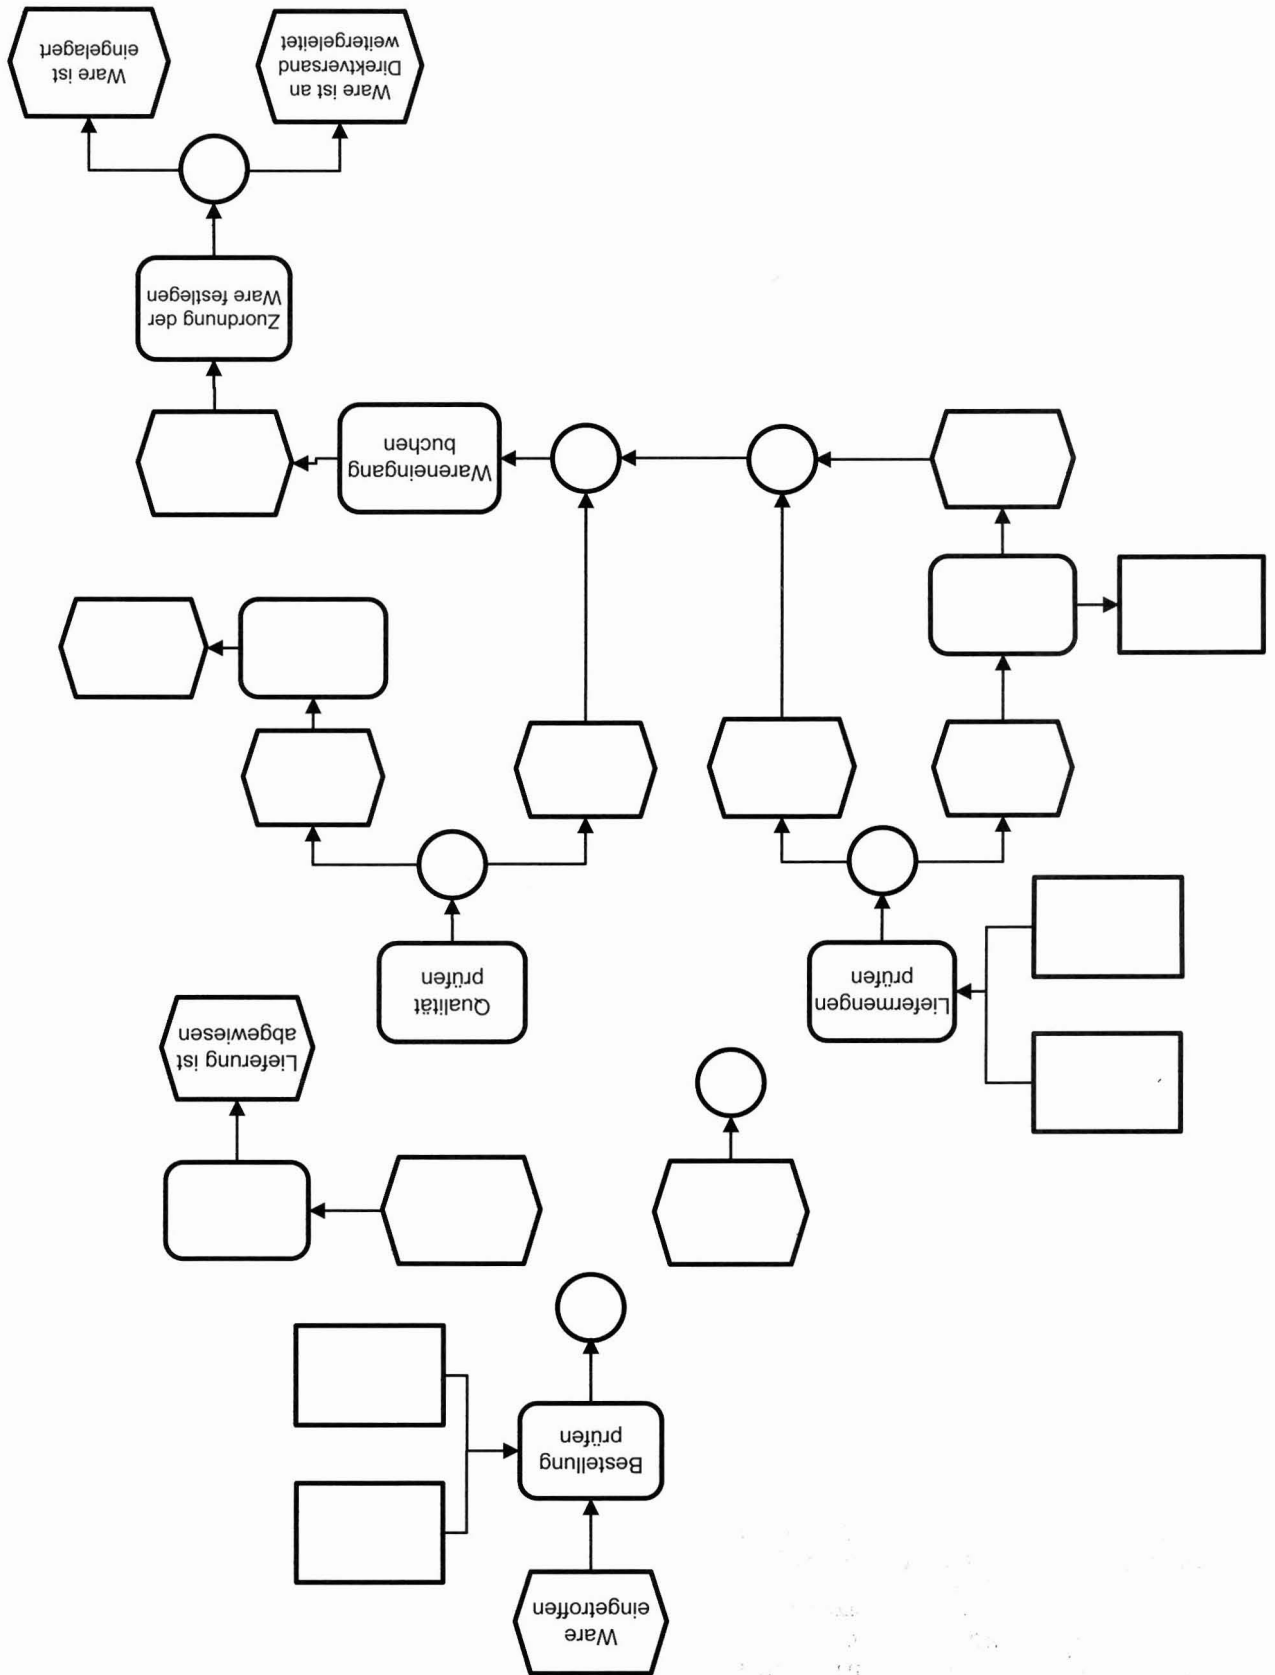 Ware
eingetroffen
Bestellung
prüfen
Lieferung ist
abgewiesen
Liefermengen
prüfen
Qualität
prüfen
Wareneingang
buchen
Zuordnung der
Ware festlegen
Ware ist an
Direktversand
weitergeleitet
Ware ist
eingelagert